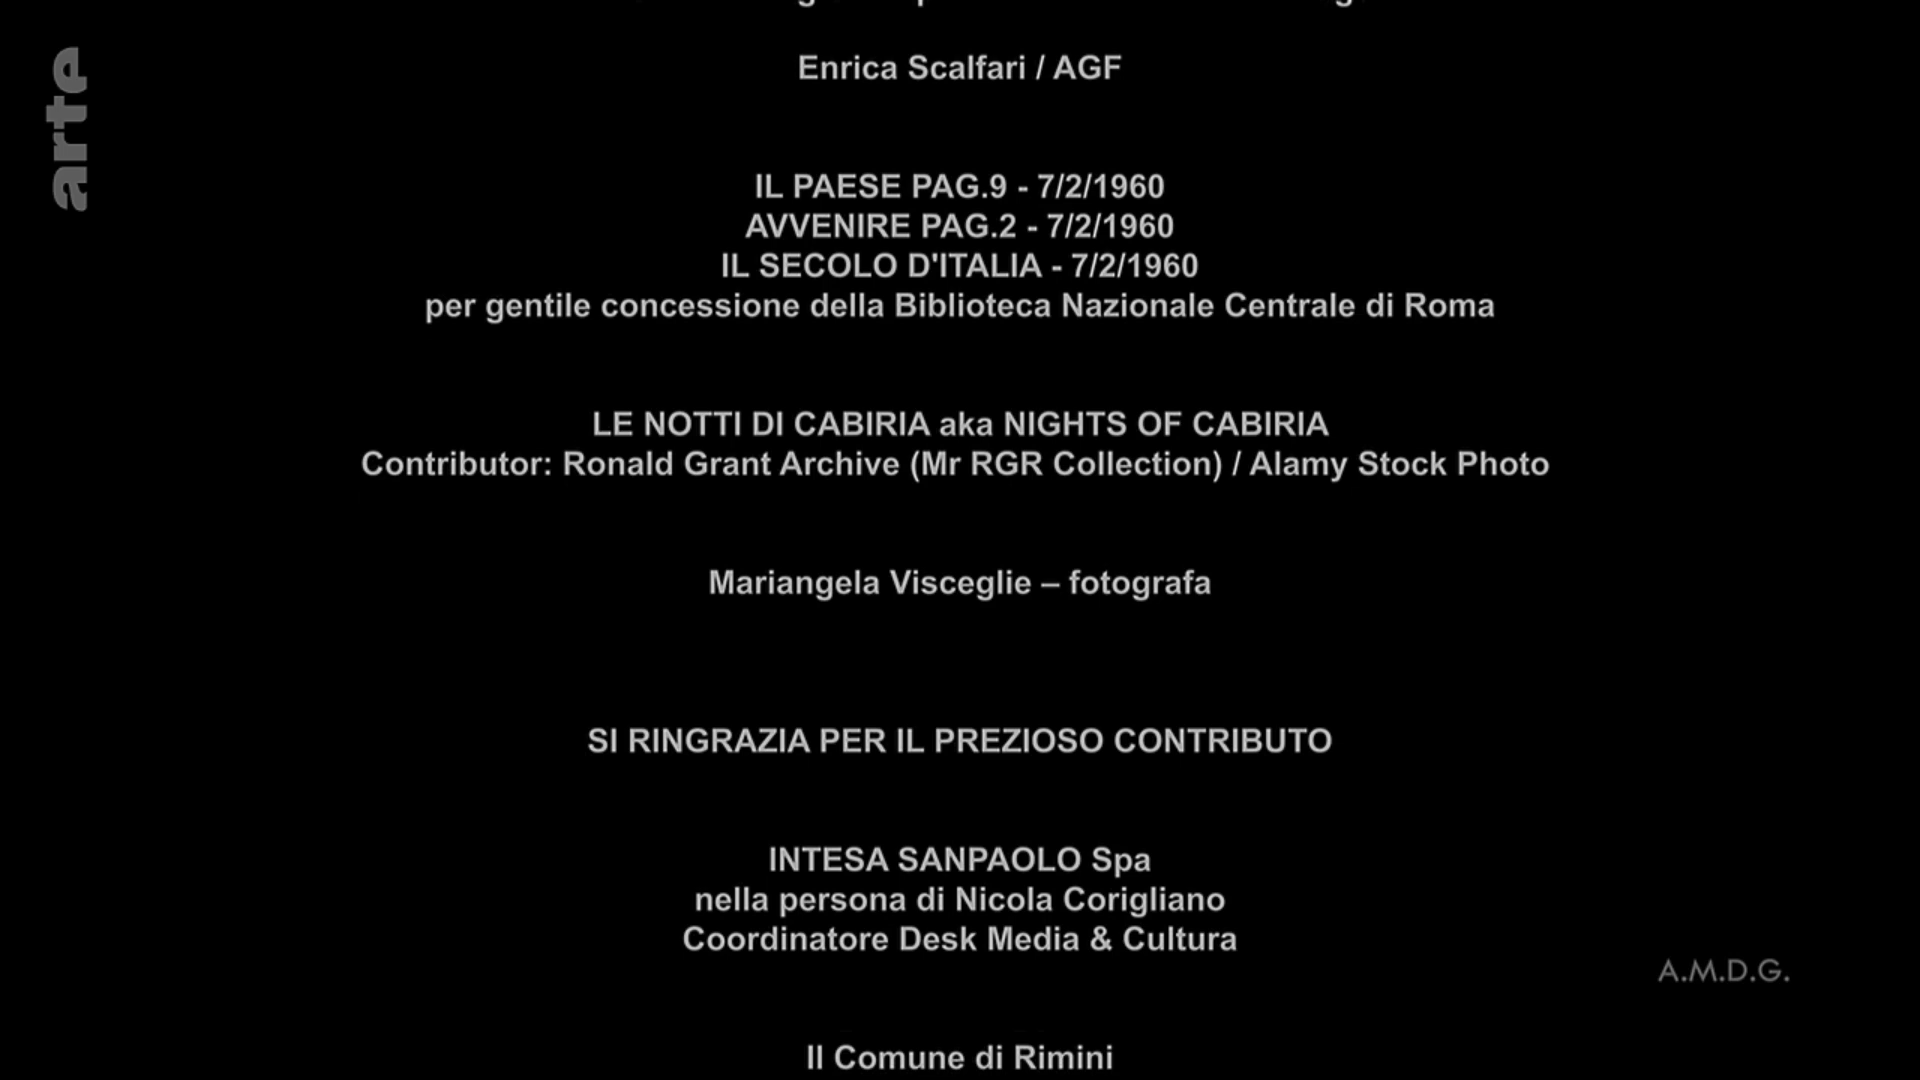 arte
Enrica Scalfari / AGF
IL PAESE PAG.9 - 7/2/1960
AVVENIRE PAG.2 - 7/2/1960
IL SECOLO D'ITALIA - 7/2/1960
per gentile concessione della Biblioteca Nazionale Centrale di Roma
LE NOTTI DI CABIRIA aka NIGHTS OF CABIRIA
Contributor: Ronald Grant Archive (Mr RGR Collection) / Alamy Stock Photo
Mariangela Visceglie – fotografa
SI RINGRAZIA PER IL PREZIOSO CONTRIBUTO
INTESA SANPAOLO Spa
nella persona di Nicola Corigliano
Coordinatore Desk Media & Cultura
A.M.D.G.
Il Comune di Rimini